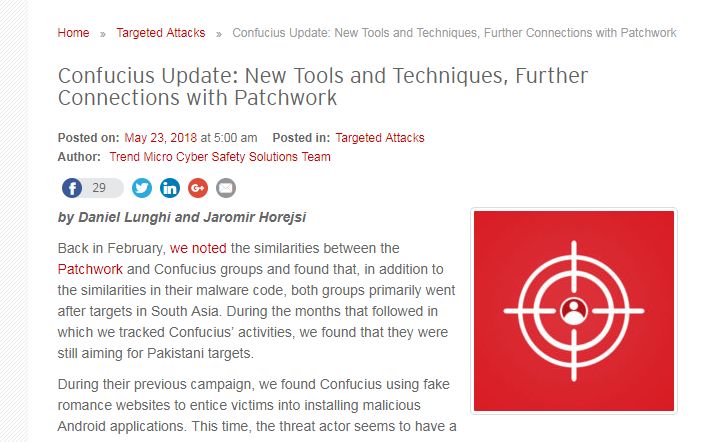 Home » Targeted Attacks » Confucius Update: New Tools and Techniques, Further Connections with Patchwork
Confucius Update: New Tools and Techniques, Further
Connections with Patchwork
Posted on: May 23, 2018 at 5:00 am Posted in: Targeted Attacks
Author: Trend Micro Cyber Safety Solutions Team
f 29 in G+
by Daniel Lunghi and Jaromir Horejsi
Back in February, we noted the similarities between the
Patchwork and Confucius groups and found that, in addition to
the similarities in their malware code, both groups primarily went
after targets in South Asia. During the months that followed in
which we tracked Confucius’ activities, we found that they were
still aiming for Pakistani targets.
During their previous campaign, we found Confucius using fake
romance websites to entice victims into installing malicious
Android applications. This time, the threat actor seems to have a